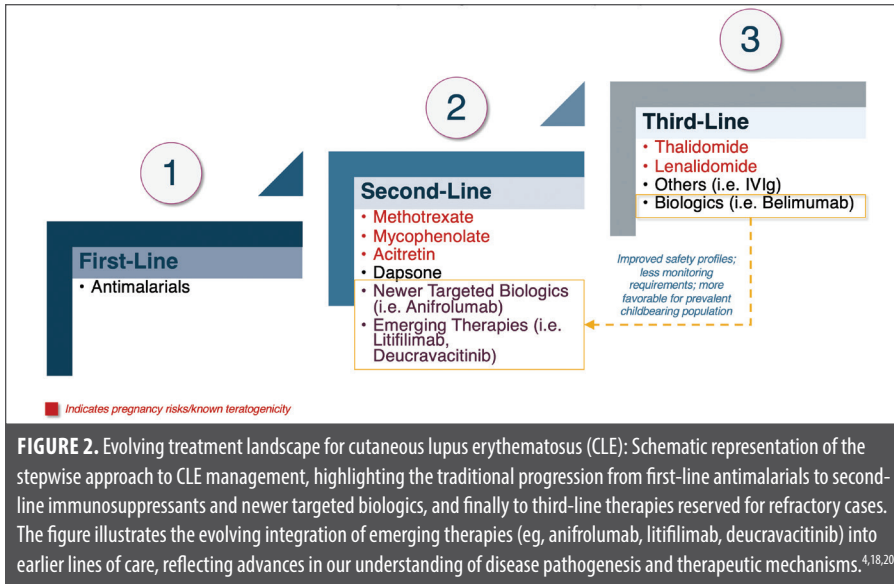 1
First-Line
• Antimalarials
2
Second-Line
• Methotrexate
• Mycophenolate
• Acitretin
• Dapsone
• Newer Targeted Biologics
(i.e. Anifrolumab)
• Emerging Therapies (i.e.
Litifilimab,
Deucravacitinib)
3
Third-Line
• Thalidomide
• Lenalidomide
• Others (i.e. IVIg)
• Biologics (i.e. Belimumab)
Improved safety profiles;
less monitoring
requirements; more
favorable for prevalent
childbearing population
Indicates pregnancy risks/known teratogenicity
FIGURE 2. Evolving treatment landscape for cutaneous lupus erythematosus (CLE): Schematic representation of the
stepwise approach to CLE management, highlighting the traditional progression from first-line antimalarials to second-
line immunosuppressants and newer targeted biologics, and finally to third-line therapies reserved for refractory cases.
The figure illustrates the evolving integration of emerging therapies (eg, anifrolumab, litifilimab, deucravacitinib) into
earlier lines of care, reflecting advances in our understanding of disease pathogenesis and therapeutic mechanisms.4,18,20